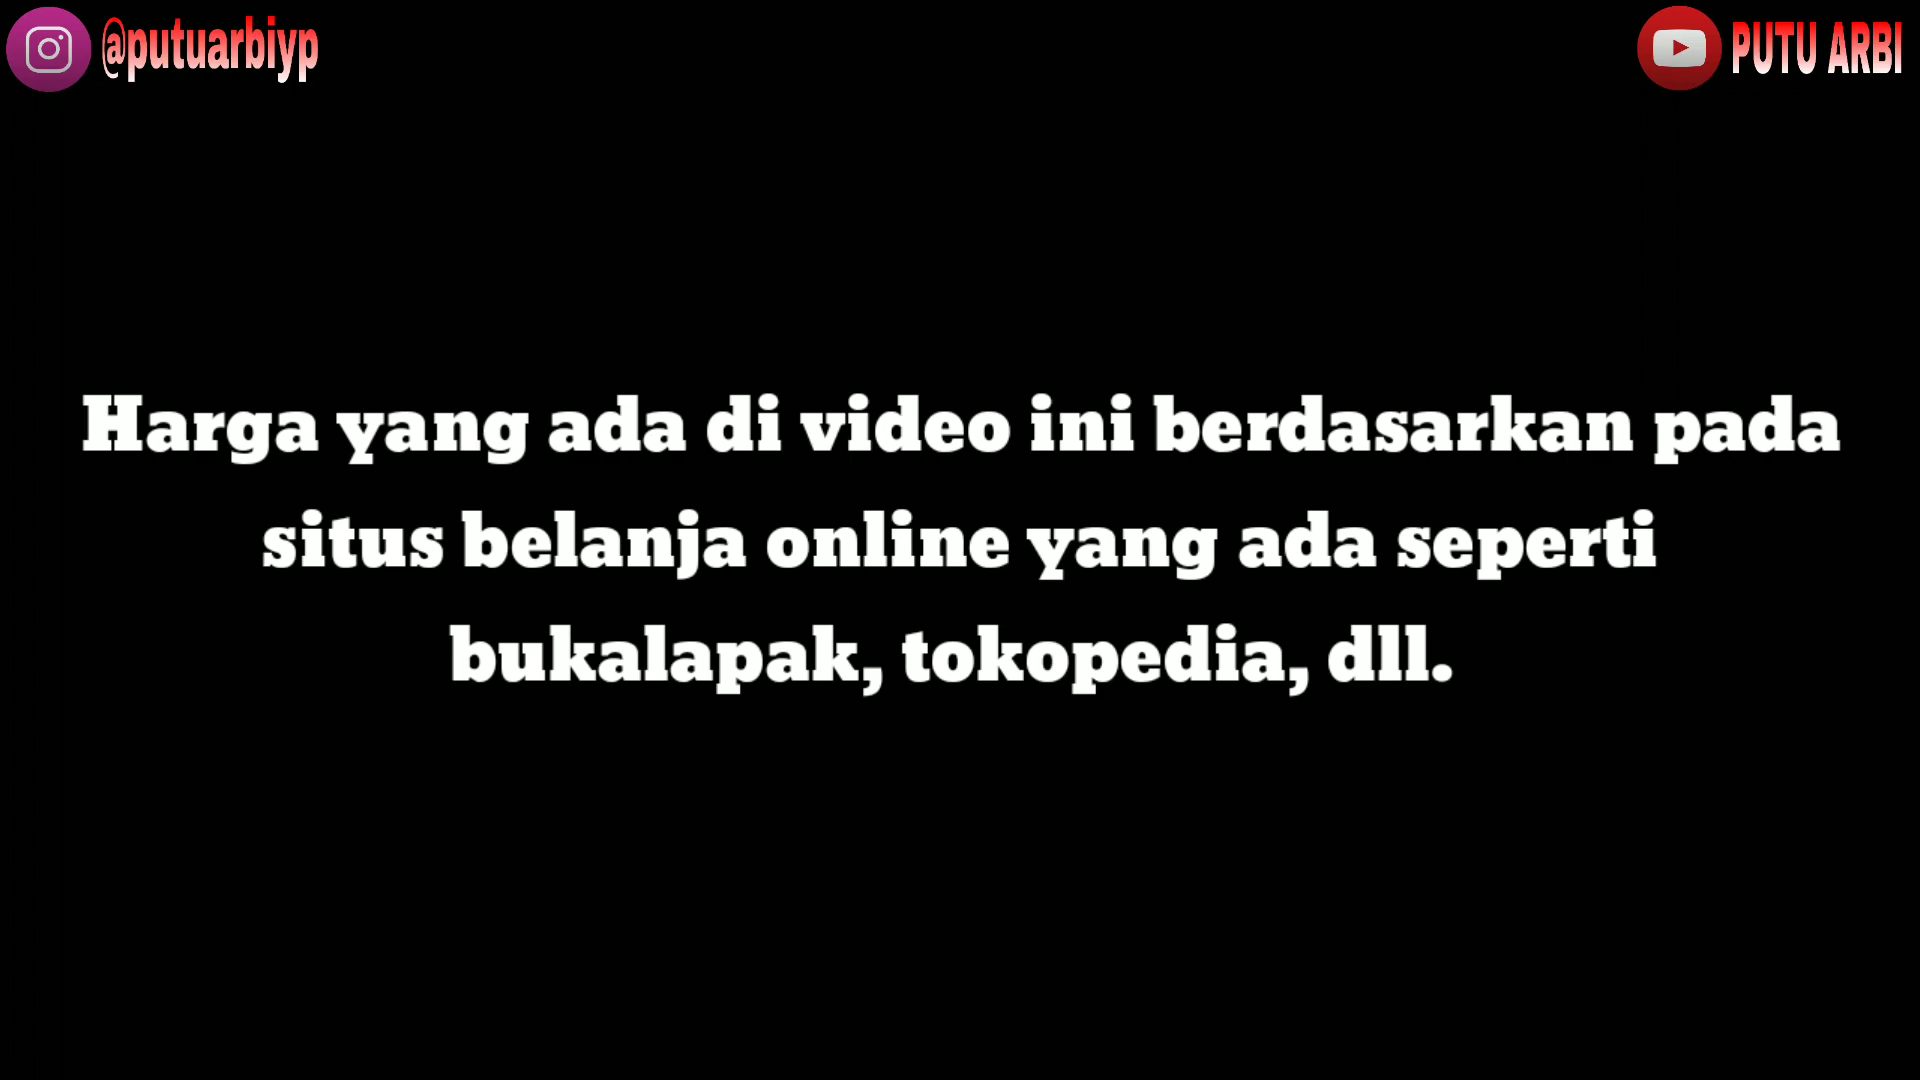 @putuarbiyp
PUTU ARBI
Harga yang ada di video ini berdasarkan pada
situs belanja online yang ada seperti
bukalapak, tokopedia, dll.